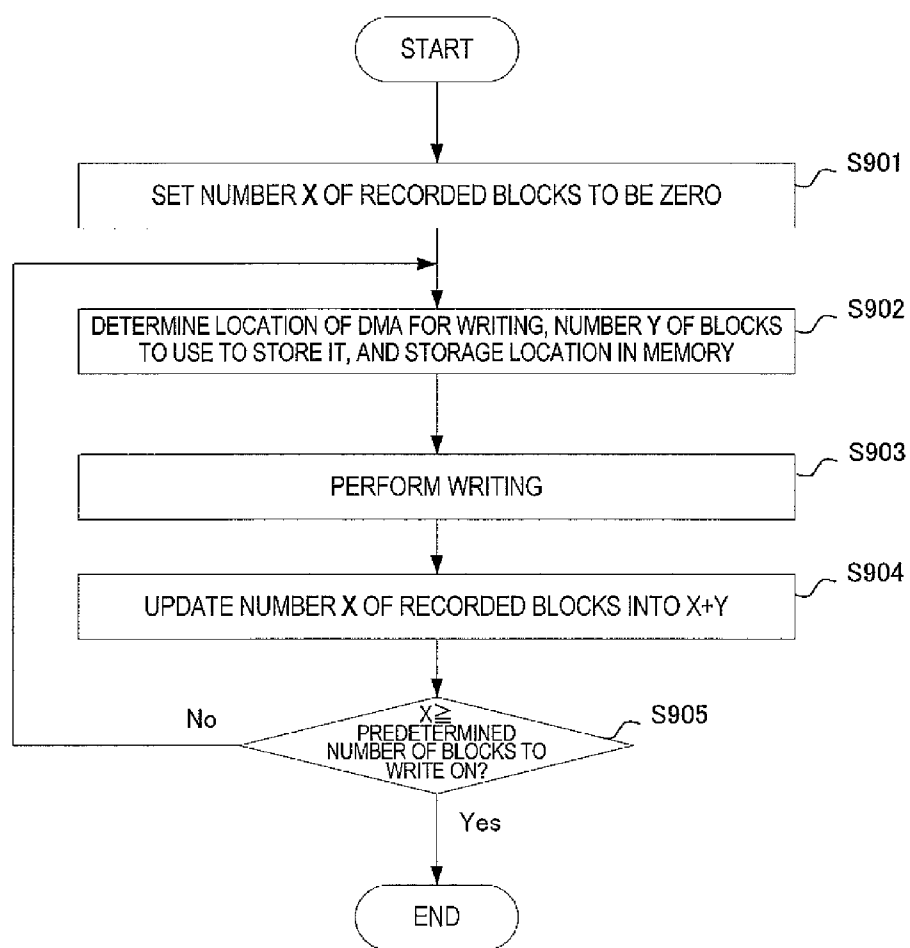 START
SET NUMBER X OF RECORDED BLOCKS TO BE ZERO
S901
DETERMINE LOCATION OF DMA FOR WRITING, NUMBER Y OF BLOCKS
TO USE TO STORE IT, AND STORAGE LOCATION IN MEMORY
S902
PERFORM WRITING
S903
UPDATE NUMBER X OF RECORDED BLOCKS INTO X+Y
S904
X≧
PREDETERMINED
NUMBER OF BLOCKS TO
WRITE ON?
S905
No
Yes
END